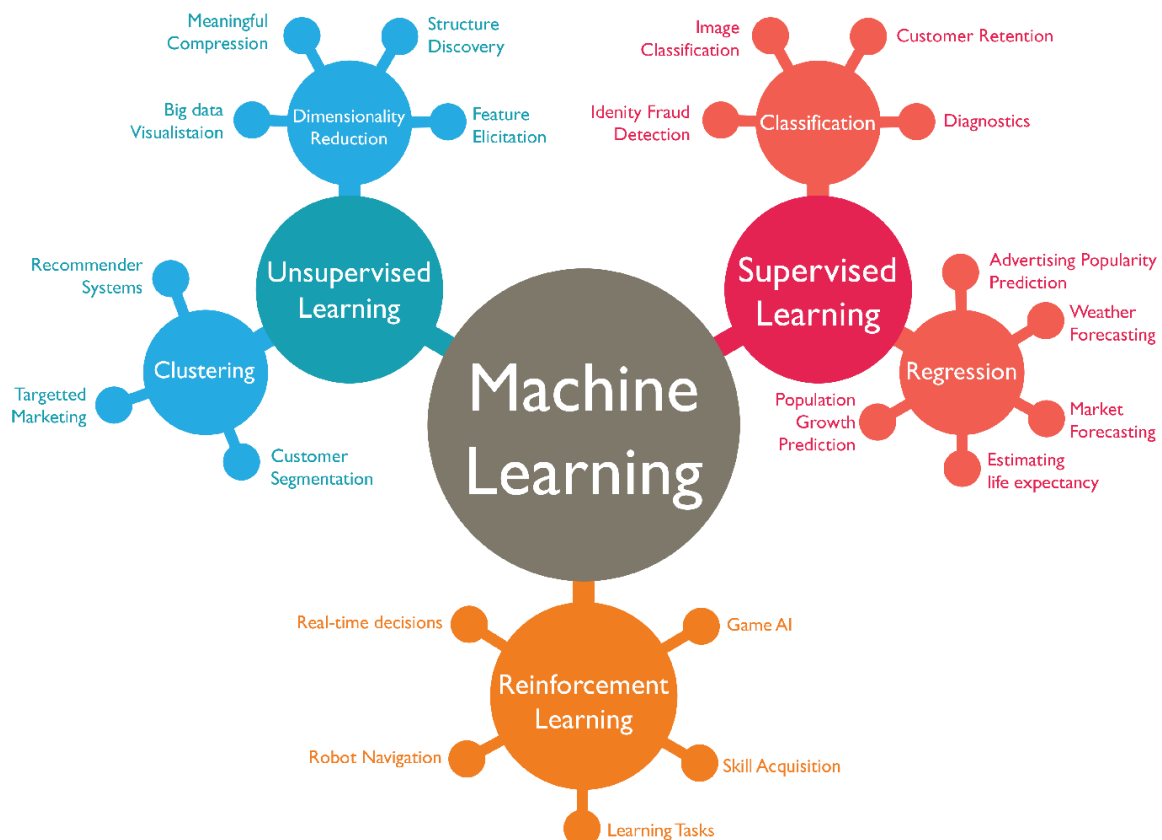 Meaningful
Compression
Structure
Discovery
Big data
Visualistaion
Dimensionality
Reduction
Feature
Elicitation
Image
Classification
Customer Retention
Idenity Fraud
Detection
Classification
Diagnostics
Recommender
Systems
Unsupervised
Learning
Supervised
Learning
Advertising Popularity
Prediction
Weather
Forecasting
Clustering
Targetted
Marketing
Customer
Segmentation
Machine
Learning
Regression
Population
Growth
Prediction
Market
Forecasting
Estimating
life expectancy
Real-time decisions
Game AI
Reinforcement
Learning
Robot Navigation
Skill Acquisition
Learning Tasks